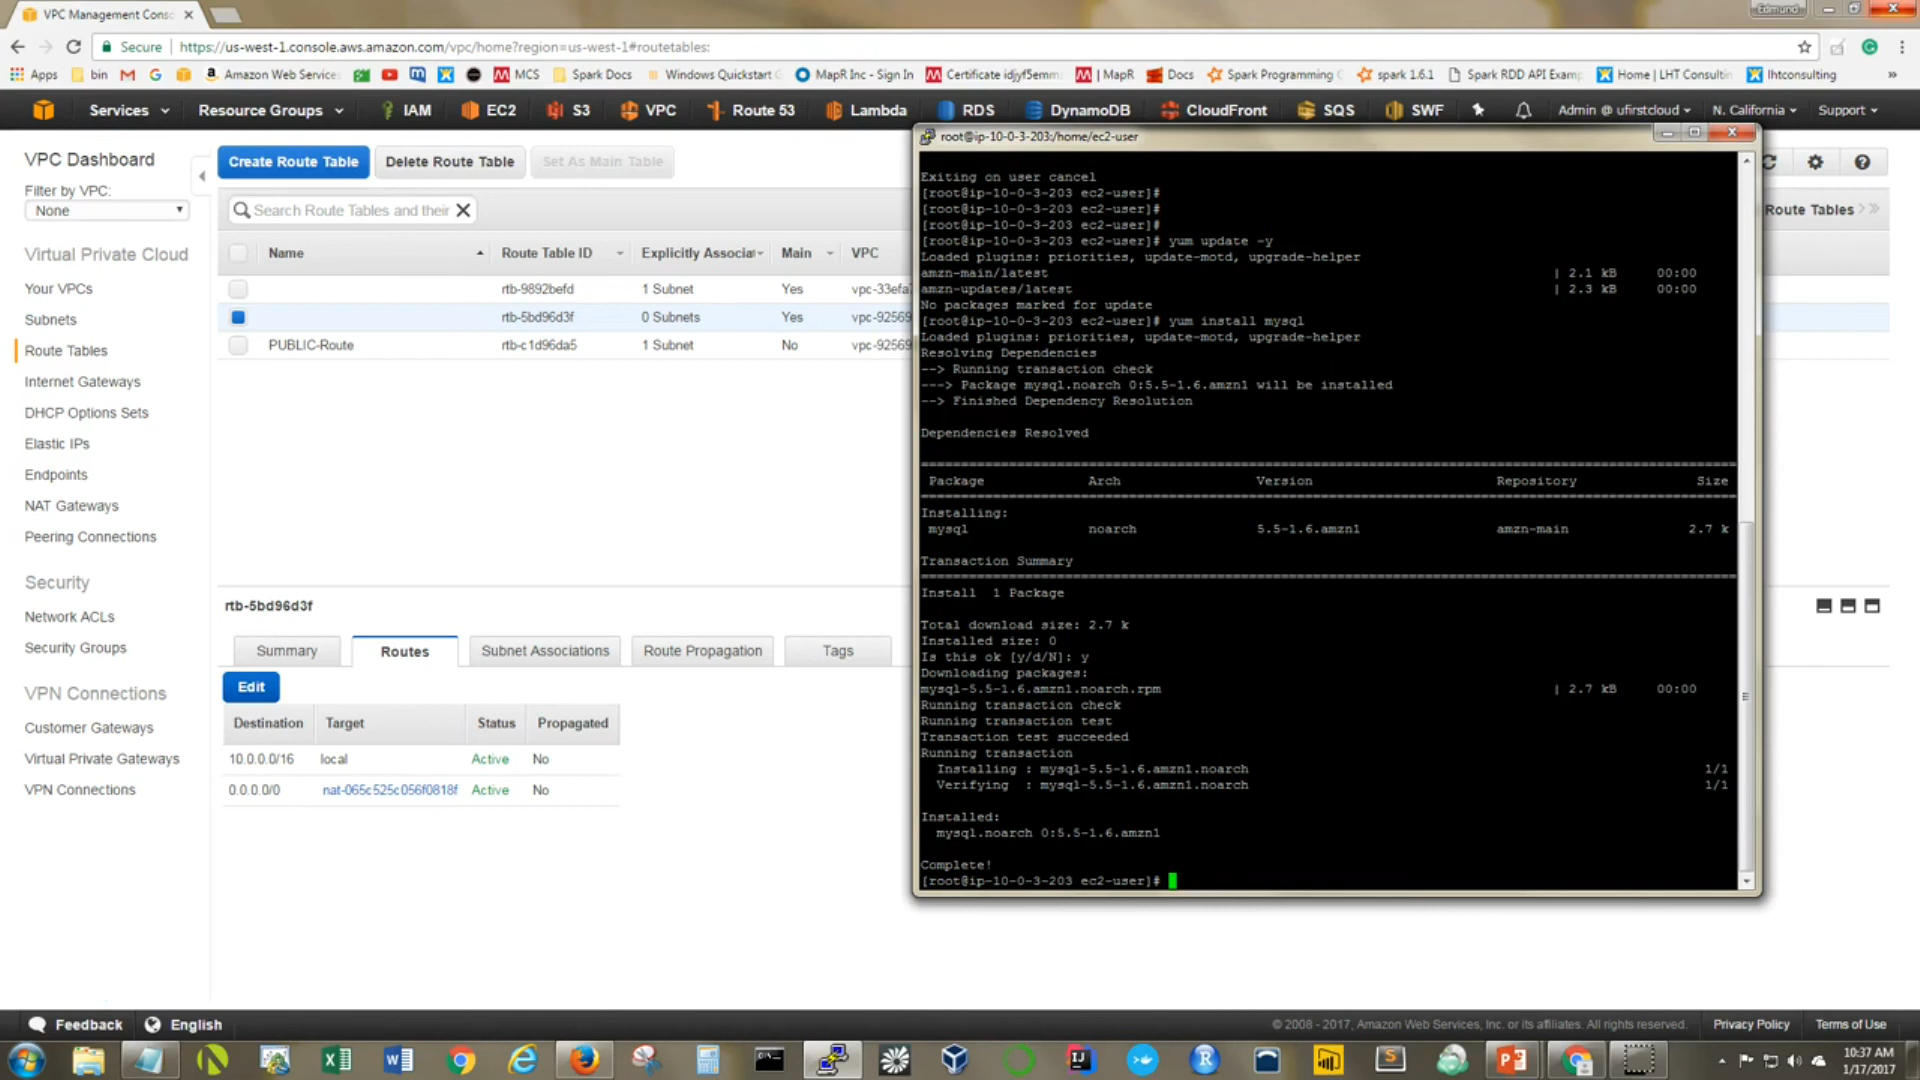 VPC Management Conso
Edmund
Secure
https://us-west-1.console.aws.amazon.com/vpc/home?region=us-west-1#routetables:
Apps
bin
Amazon Web Service
MCS
Spark Docs
Windows Quickstart
MapR Inc - Sign In
Certificate idjyf5emm
| MapR
Docs
Spark Programming
spark 1.6.1
Spark RDD API Examp
Home | LHT Consultin
lhtconsulting
Services
Resource Groups
IAM
EC2
S3
VPC
Route 53
Lambda
RDS
DynamoDB
CloudFront
SQS
SWF
Admin @ ufirstcloud
N. California
Support
VPC Dashboard
Filter by VPC:
None
Virtual Private Cloud
Your VPCs
Subnets
Route Tables
Internet Gateways
DHCP Options Sets
Elastic IPs
Endpoints
NAT Gateways
Peering Connections
Security
Network ACLs
Security Groups
VPN Connections
Customer Gateways
Virtual Private Gateways
VPN Connections
Create Route Table
Delete Route Table
Set As Main Table
Search Route Tables and their
Route Tables
Name Route Table ID Explicitly Associat Main VPC
rtb-9892befd 1 Subnet Yes vpc-33efa
rtb-5bd96d3f 0 Subnets Yes vpc-92569
PUBLIC-Route rtb-c1d96da5 1 Subnet No vpc-92569
rtb-5bd96d3f
Summary
Routes
Subnet Associations
Route Propagation
Tags
Edit
Destination Target Status Propagated
10.0.0.0/16 local Active No
0.0.0.0/0 nat-065c525c056f0818f Active No
root@ip-10-0-3-203:/home/ec2-user
Exiting on user cancel
[root@ip-10-0-3-203 ec2-user]#
[root@ip-10-0-3-203 ec2-user]#
[root@ip-10-0-3-203 ec2-user]#
[root@ip-10-0-3-203 ec2-user]# yum update -y
Loaded plugins: priorities, update-motd, upgrade-helper
amzn-main/latest | 2.1 kB 00:00
amzn-updates/latest | 2.3 kB 00:00
No packages marked for update
[root@ip-10-0-3-203 ec2-user]# yum install mysql
Loaded plugins: priorities, update-motd, upgrade-helper
Resolving Dependencies
--> Running transaction check
---> Package mysql.noarch 0:5.5-1.6.amzn1 will be installed
--> Finished Dependency Resolution
Dependencies Resolved
Package Arch Version Repository Size
Installing:
mysql noarch 5.5-1.6.amzn1 amzn-main 2.7 k
Transaction Summary
Install 1 Package
Total download size: 2.7 k
Installed size: 0
Is this ok [y/d/N]: y
Downloading packages:
mysql-5.5-1.6.amzn1.noarch.rpm | 2.7 kB 00:00
Running transaction check
Running transaction test
Transaction test succeeded
Running transaction
Installing : mysql-5.5-1.6.amzn1.noarch 1/1
Verifying : mysql-5.5-1.6.amzn1.noarch 1/1
Installed:
mysql.noarch 0:5.5-1.6.amzn1
Complete!
[root@ip-10-0-3-203 ec2-user]#
Feedback
English
© 2008 - 2017, Amazon Web Services, Inc. or its affiliates. All rights reserved.
Privacy Policy
Terms of Use
10:37 AM
1/17/2017